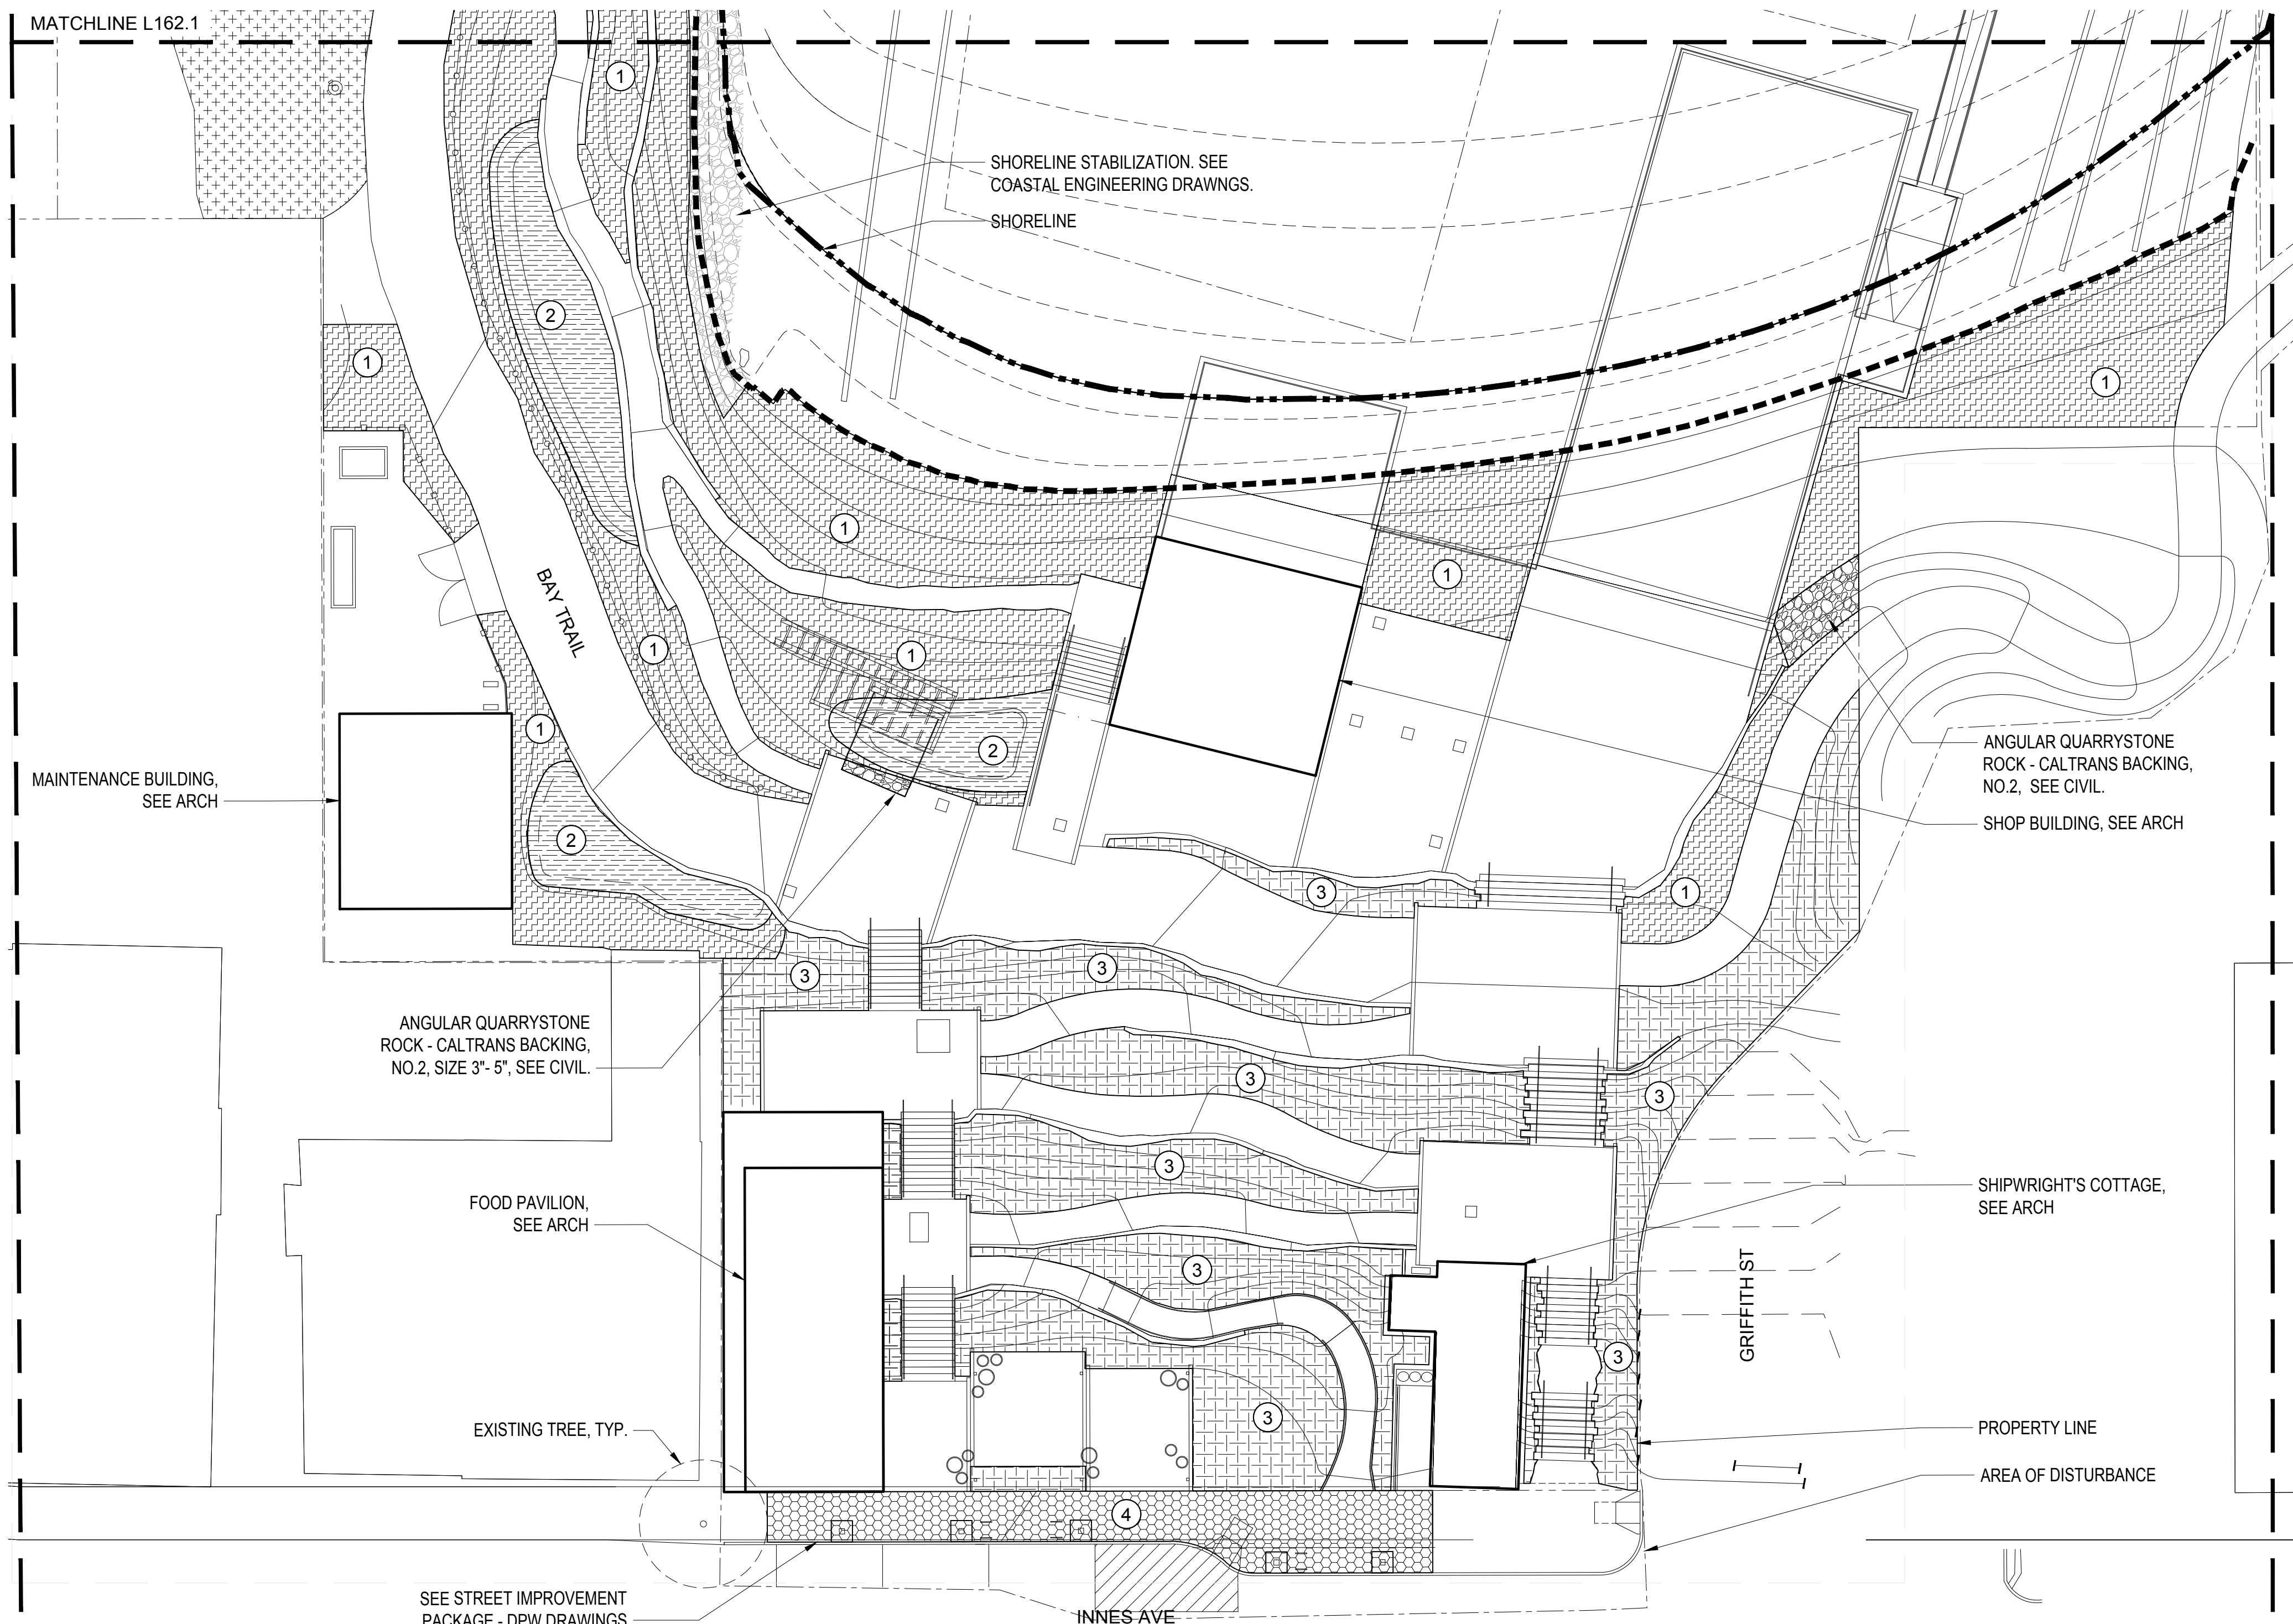 MATCHLINE L162.1
1
SHORELINE STABILIZATION. SEE
COASTAL ENGINEERING DRAWNGS.
SHORELINE
2
1
1
1
1
BAY TRAIL
1
1
1
2
ANGULAR QUARRYSTONE
ROCK - CALTRANS BACKING,
NO.2, SEE CIVIL.
MAINTENANCE BUILDING,
SEE ARCH
SHOP BUILDING, SEE ARCH
2
3
1
3
3
ANGULAR QUARRYSTONE
ROCK - CALTRANS BACKING,
NO.2, SIZE 3"- 5", SEE CIVIL.
3
3
3
SHIPWRIGHT'S COTTAGE,
SEE ARCH
FOOD PAVILION,
SEE ARCH
3
GRIFFITH ST
3
3
EXISTING TREE, TYP.
PROPERTY LINE
AREA OF DISTURBANCE
4
SEE STREET IMPROVEMENT
PACKAGE - DPW DRAWINGS
INNES AVE